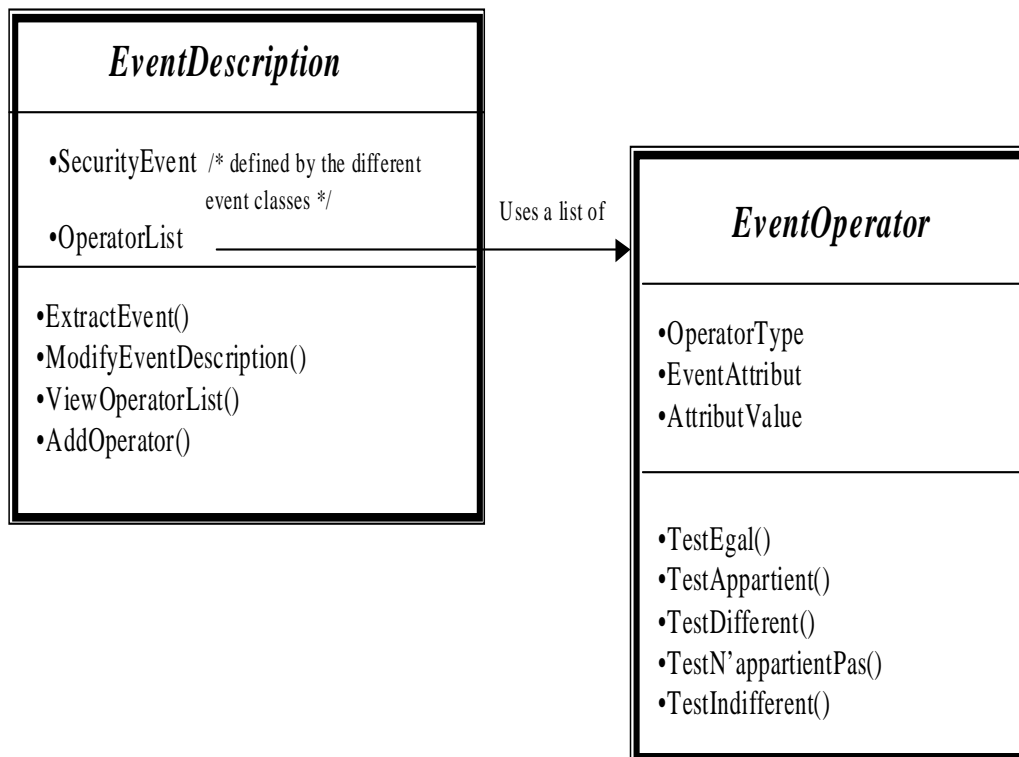 EventDescription
•SecurityEvent /* defined by the different
event classes */
•OperatorList
•ExtractEvent()
•ModifyEventDescription()
•ViewOperatorList()
•AddOperator()
Uses a list of
EventOperator
•OperatorType
•EventAttribut
•AttributValue
•TestEgal()
•TestAppartient()
•TestDifferent()
•TestN’appartientPas()
•TestIndifferent()